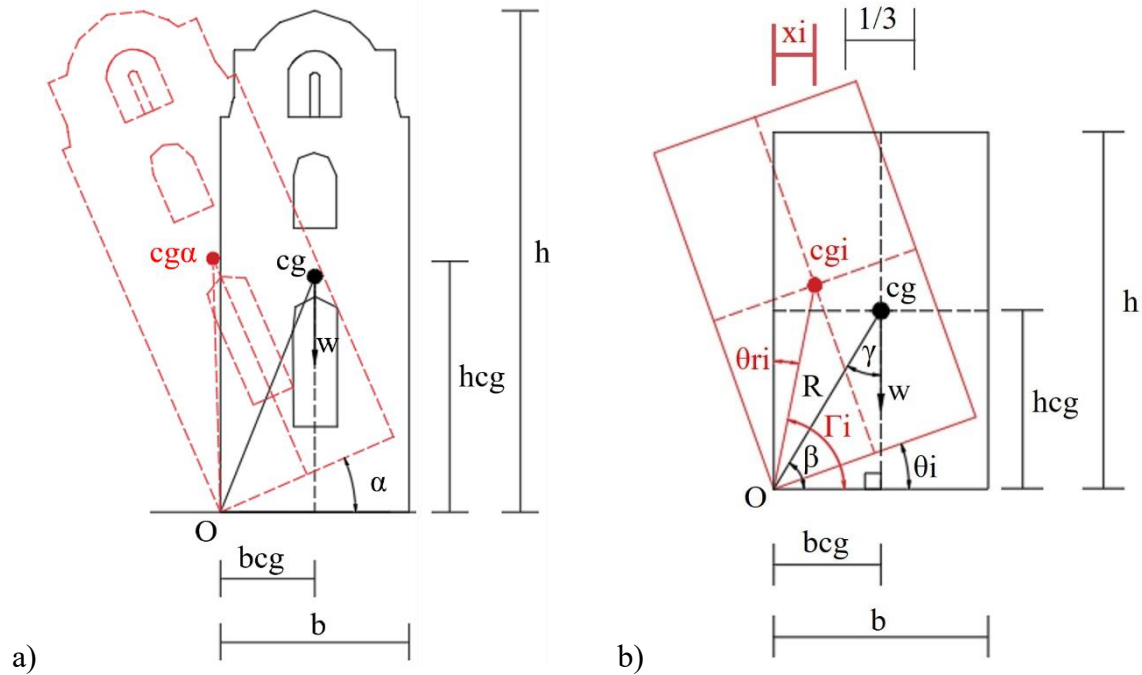 cgα
cg
w
h
hcg
α
O
bcg
b
a)
xi
1/3
cgi
cg
h
θri
γ
R
w
hcg
Γi
β
θi
O
bcg
b
b)